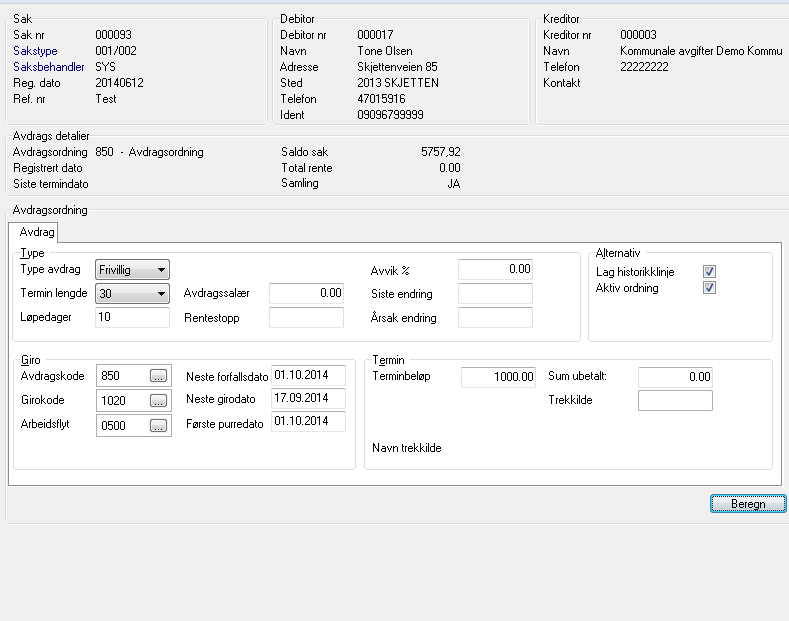 Sak
Sak nr 000093
Sakstype 001/002
Saksbehandler SYS
Reg. dato 20140612
Ref. nr Test
Debitor
Debitor nr 000017
Navn Tone Olsen
Adresse Skjettenveien 85
Sted 2013 SKJETTEN
Telefon 47015916
Ident 09096799999
Kreditor
Kreditor nr 000003
Navn Kommunale avgifter Demo Kommu
Telefon 22222222
Kontakt
Avdrags detalier
Avdragsordning 850 - Avdragsordning Saldo sak 5757,92
Registrert dato Total rente 0.00
Siste termindato Samling JA
Avdragsordning
Avdrag
Type
Type avdrag Frivillig Avvik % 0.00
Termin lengde 30 Avdragssalær 0.00 Siste endring
Løpedager 10 Rentestopp Årsak endring
Alternativ
Lag historikklinje
Aktiv ordning
Giro
Avdragskode 850 ... Neste forfallsdato 01.10.2014
Girokode 1020 ... Neste girodato 17.09.2014
Arbeidsflyt 0500 ... Første purredato 01.10.2014
Termin
Terminbeløp 1000.00 Sum ubetalt: 0.00
Trekkilde
Navn trekkilde
Beregn